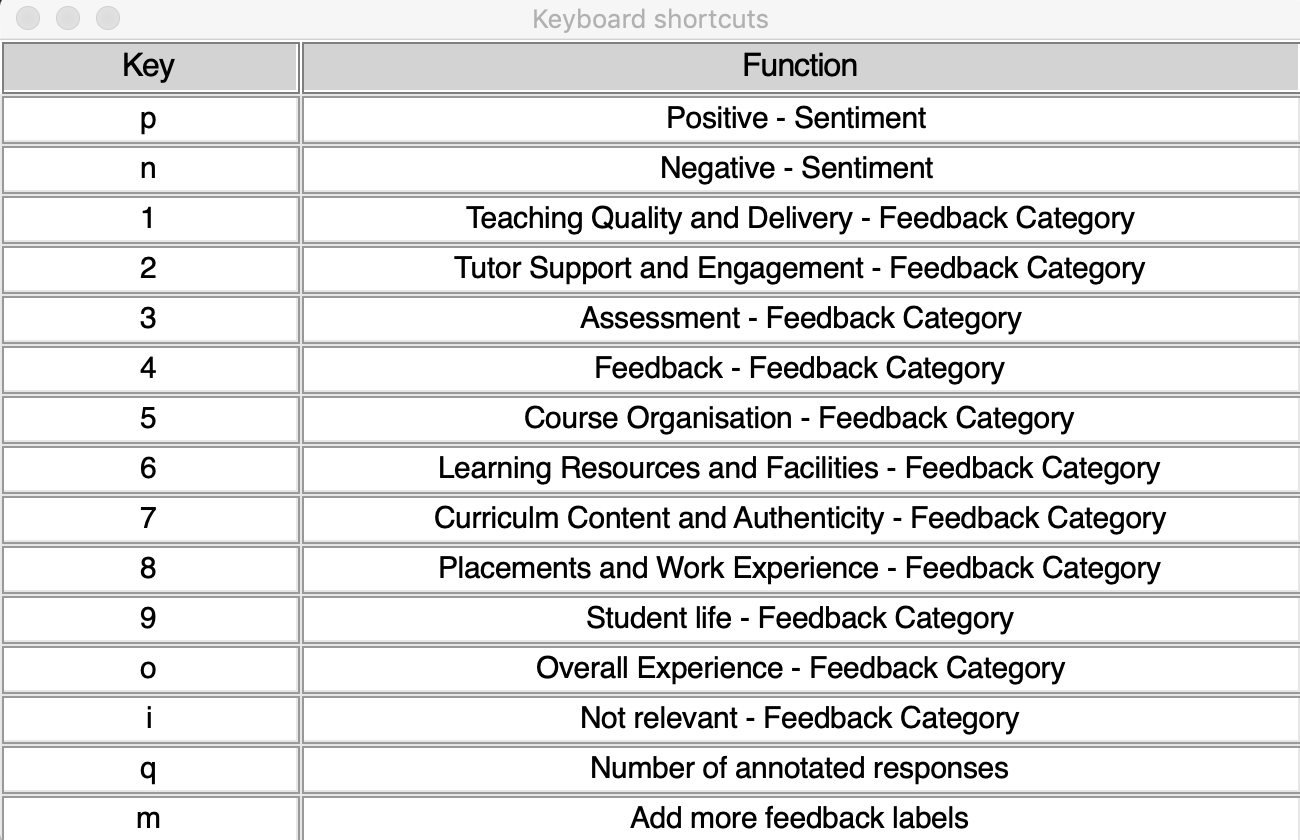 Keyboard shortcuts
Key Function
p Positive - Sentiment
n Negative - Sentiment
1 Teaching Quality and Delivery - Feedback Category
2 Tutor Support and Engagement - Feedback Category
3 Assessment - Feedback Category
4 Feedback - Feedback Category
5 Course Organisation - Feedback Category
6 Learning Resources and Facilities - Feedback Category
7 Curriculm Content and Authenticity - Feedback Category
8 Placements and Work Experience - Feedback Category
9 Student life - Feedback Category
o Overall Experience - Feedback Category
i Not relevant - Feedback Category
q Number of annotated responses
m Add more feedback labels